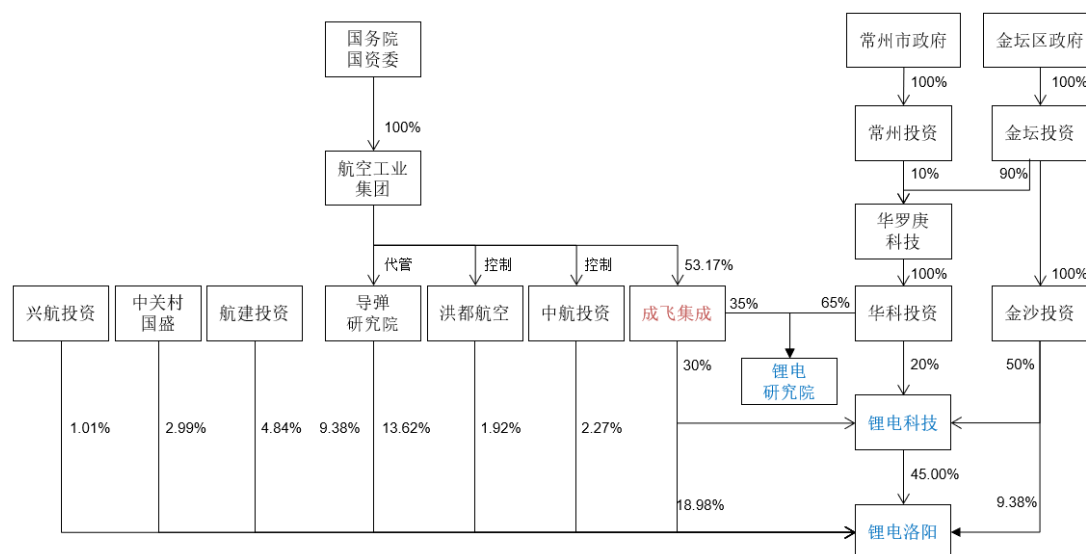 国务院
国资委
常州市政府
金坛区政府
100%
100%
100%
航空工业
集团
常州投资
金坛投资
10%
90%
华罗庚
科技
代管
控制
控制
53.17%
100%
100%
兴航投资
中关村
国盛
航建投资
导弹
研究院
洪都航空
中航投资
成飞集成
35%
65%
华科投资
金沙投资
30%
锂电
研究院
20%
50%
1.01%
2.99%
4.84%
9.38%
13.62%
1.92%
2.27%
锂电科技
45.00%
18.98%
9.38%
锂电洛阳